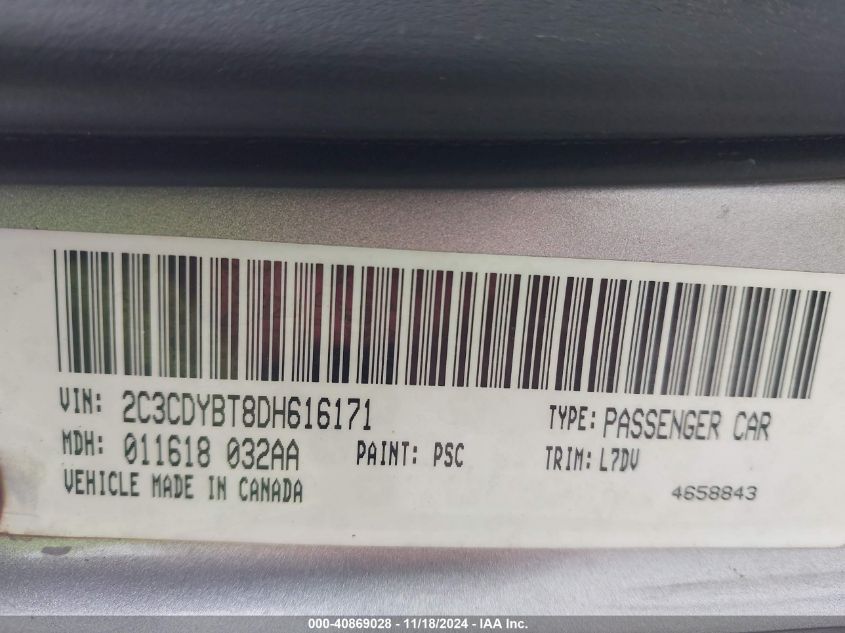 VIN: 2C3CDYBT8DH616171 TYPE: PASSENGER CAR
MDH: 011618 032AA PAINT: PSC TRIM: L7DV
VEHICLE MADE IN CANADA 4658843
000-40869028 - 11/18/2024 - IAA Inc.